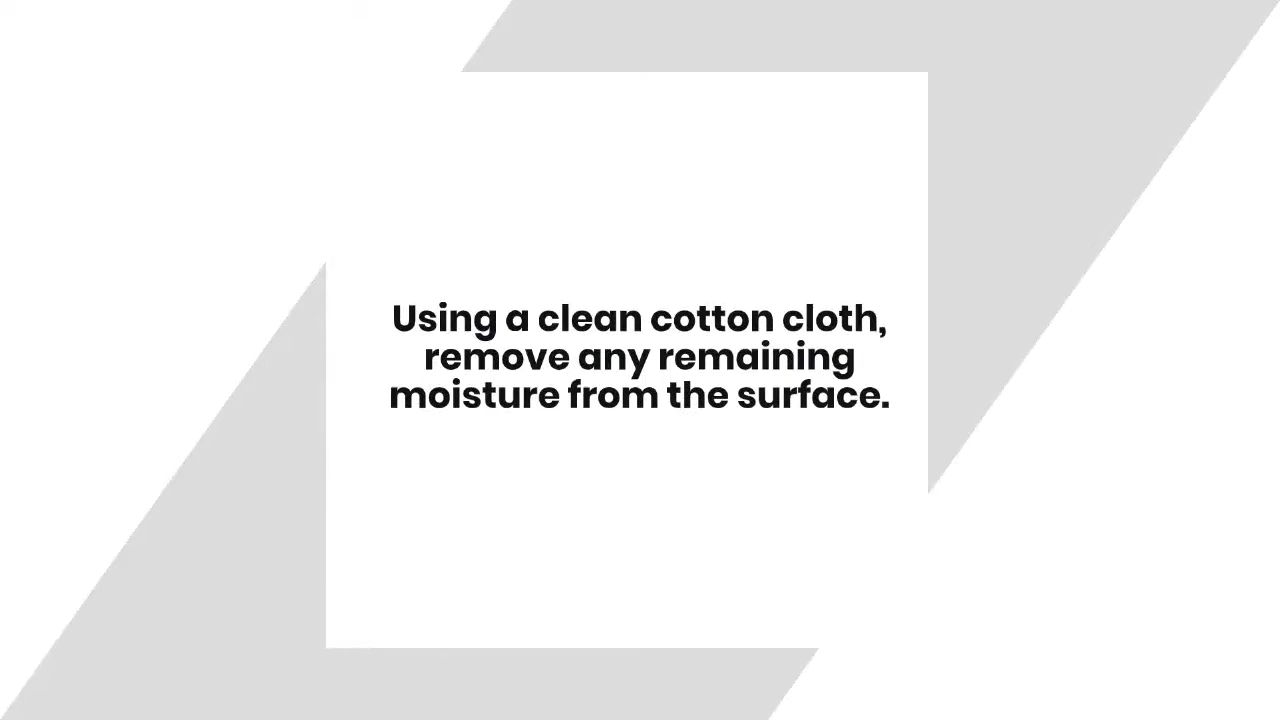 Using a clean cotton cloth,
remove any remaining
moisture from the surface.